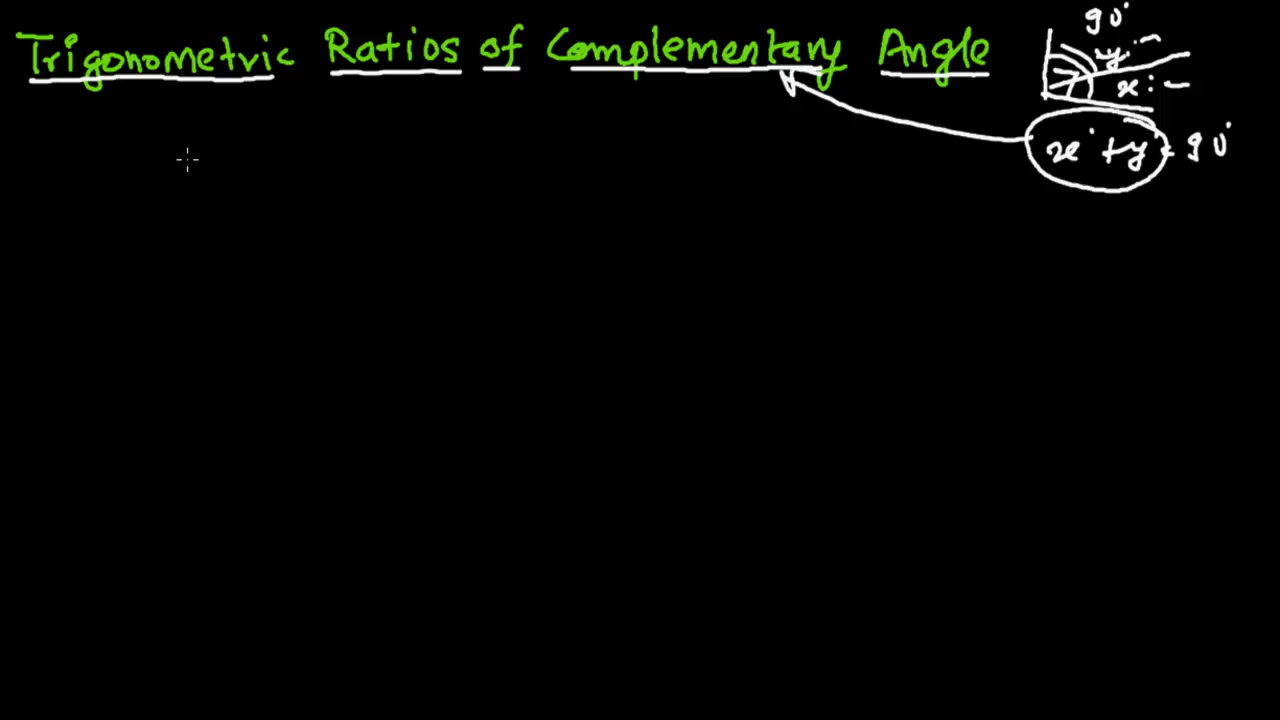 Trigonometric Ratios of Complementary Angle
90°
y
x
x° + y = 90°